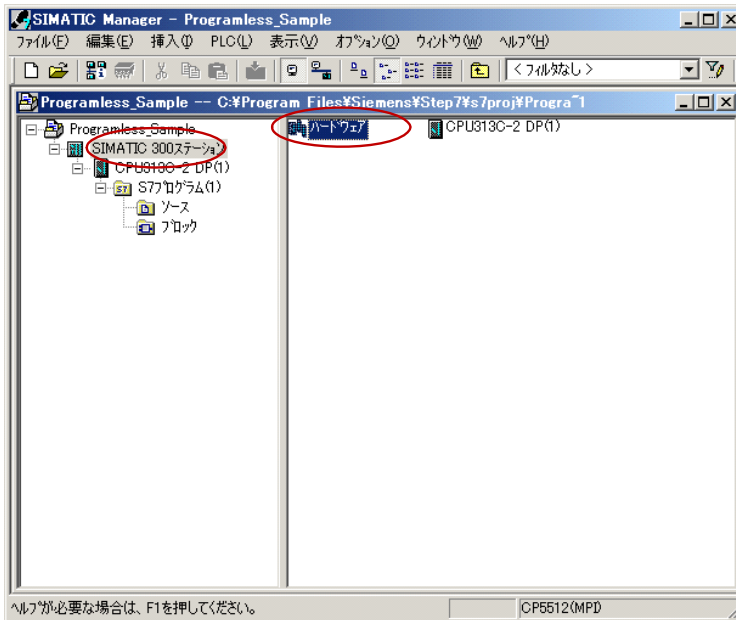 SIMATIC Manager - Programless_Sample
ファイル(F) 編集(E) 挿入(I) PLC(L) 表示(V) オプション(O) ウィンドウ(W) ヘルプ(H)
< フィルタなし >
Programless_Sample -- C:¥Program Files¥Siemens¥Step7¥s7proj¥Progra~1
Programless_Sample
SIMATIC 300ステーション
CPU313C-2 DP(1)
S7プログラム(1)
ソース
ブロック
ハードウェア
CPU313C-2 DP(1)
ヘルプが必要な場合は、F1を押してください。
CP5512(MPI)